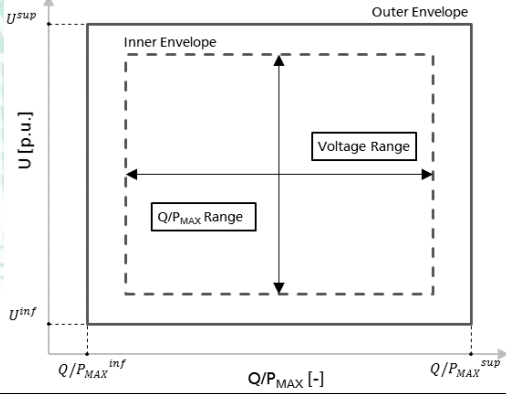 Outer Envelope
U^sup
Inner Envelope
U [p.u.]
Voltage Range
Q/P_MAX Range
U^inf
Q/P_MAX^inf
Q/P_MAX [-]
Q/P_MAX^sup